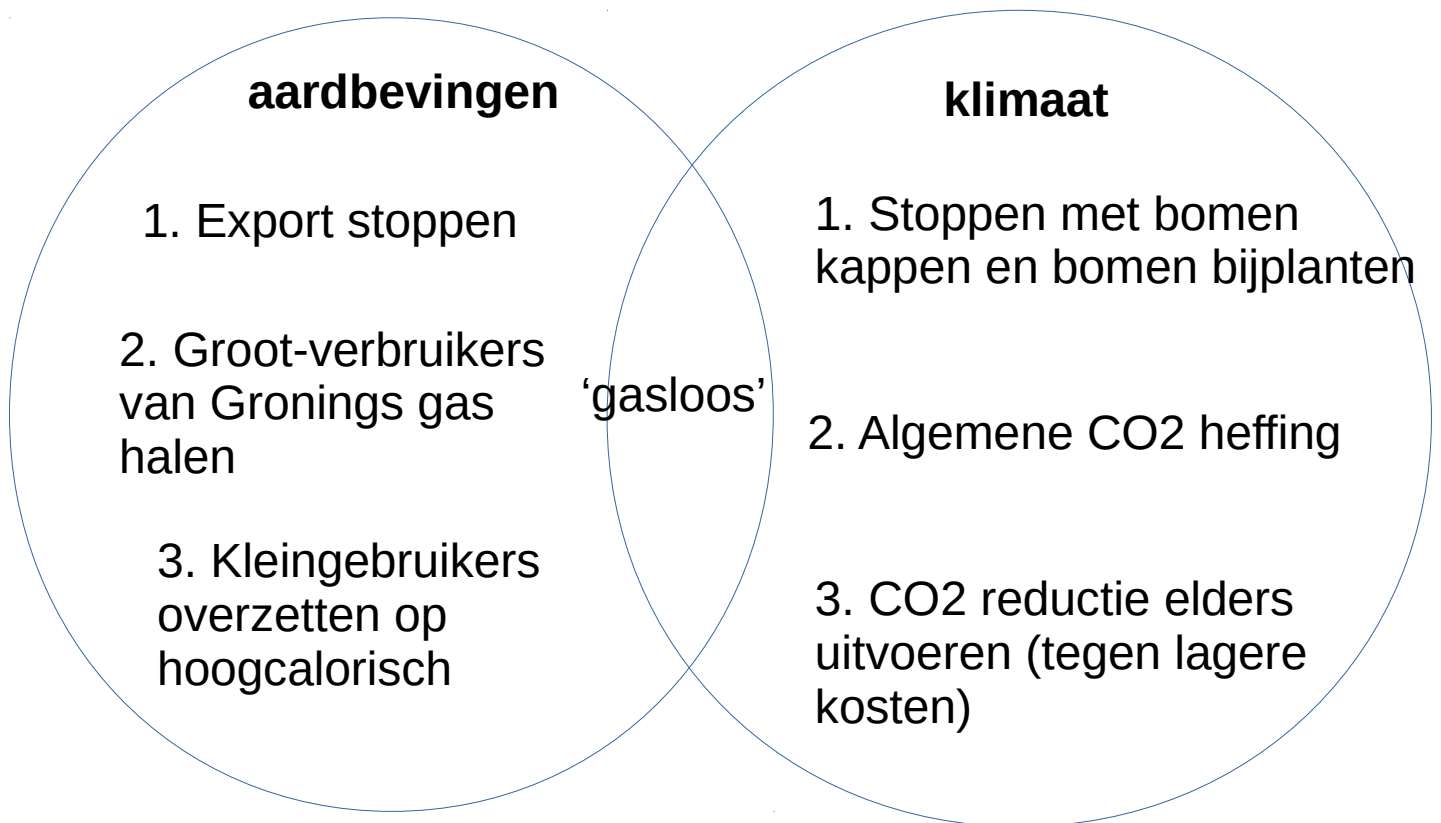 aardbevingen
1. Export stoppen
2. Groot-verbruikers
van Gronings gas
halen
3. Kleingebruikers
overzetten op
hoogcalorisch
‘gasloos’
klimaat
1. Stoppen met bomen
kappen en bomen bijplanten
2. Algemene CO2 heffing
3. CO2 reductie elders
uitvoeren (tegen lagere
kosten)